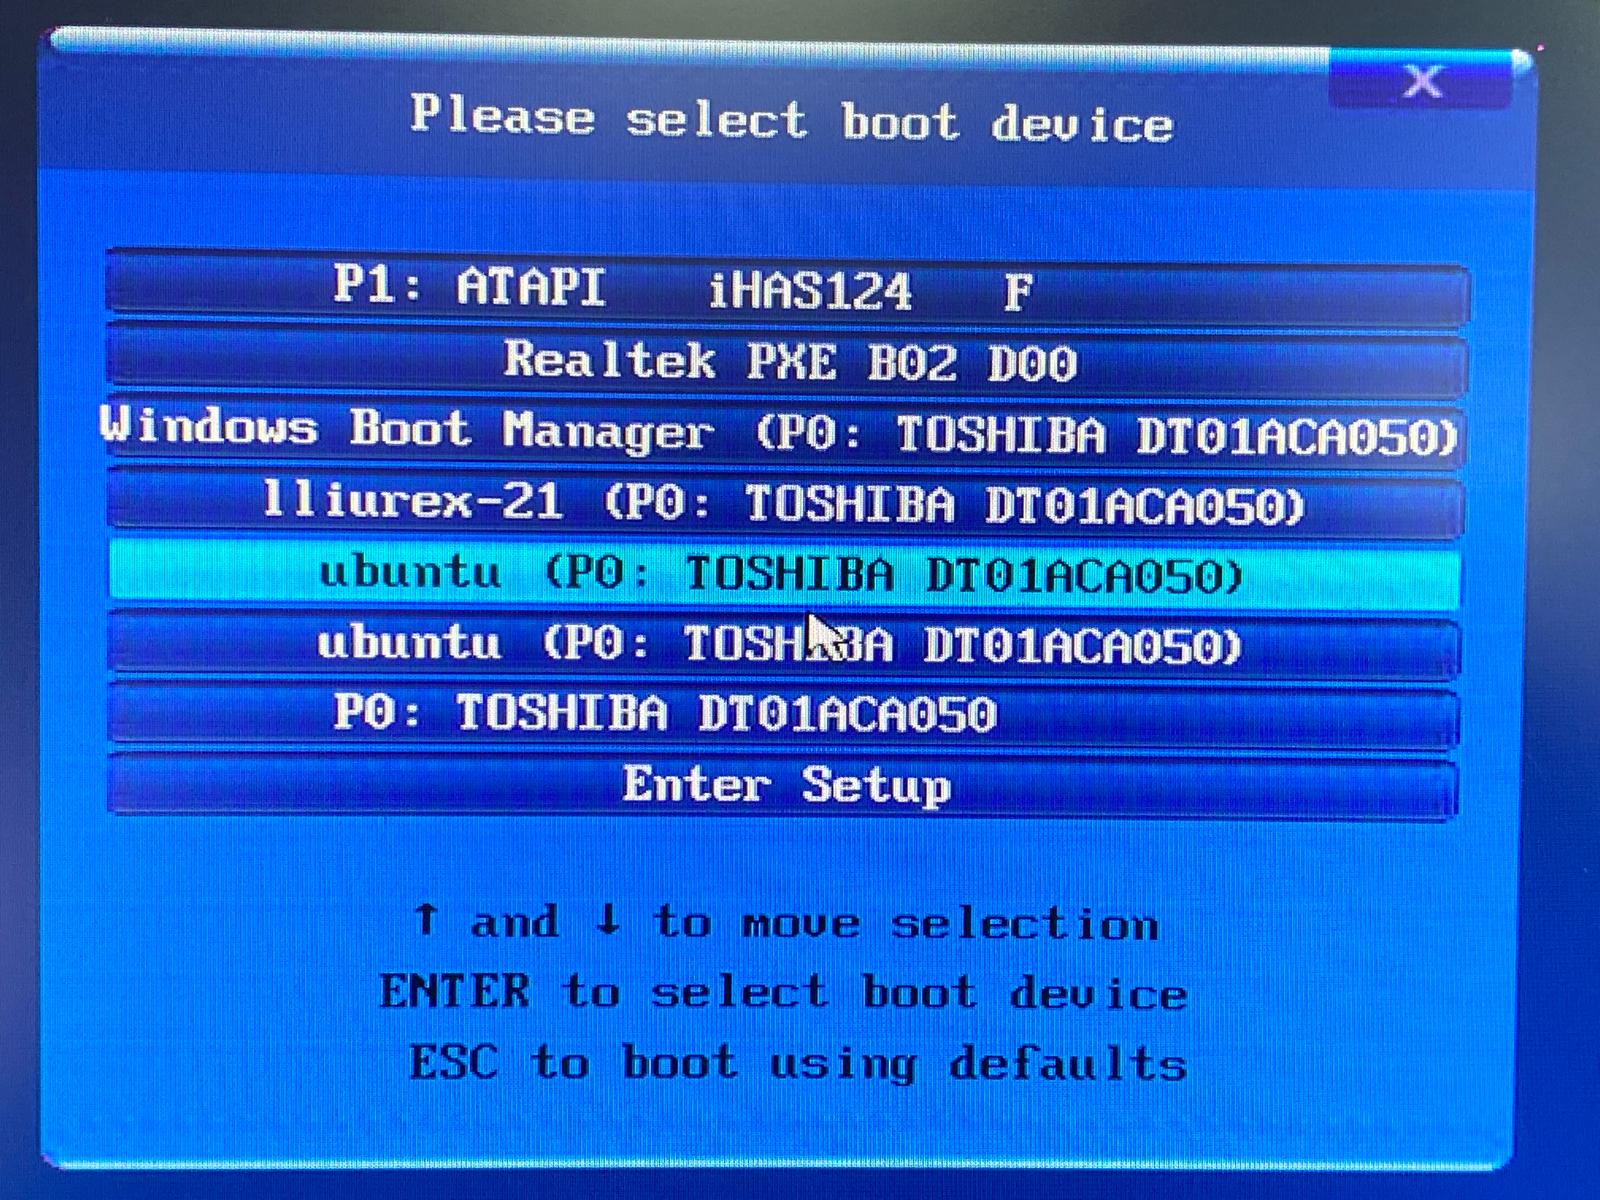 X
Please select boot device
P1: ATAPI iHAS124 F
Realtek PXE B02 D00
Windows Boot Manager (P0: TOSHIBA DT01ACA050)
lliurex-21 (P0: TOSHIBA DT01ACA050)
ubuntu (P0: TOSHIBA DT01ACA050)
ubuntu (P0: TOSHIBA DT01ACA050)
P0: TOSHIBA DT01ACA050
Enter Setup
↑ and ↓ to move selection
ENTER to select boot device
ESC to boot using defaults